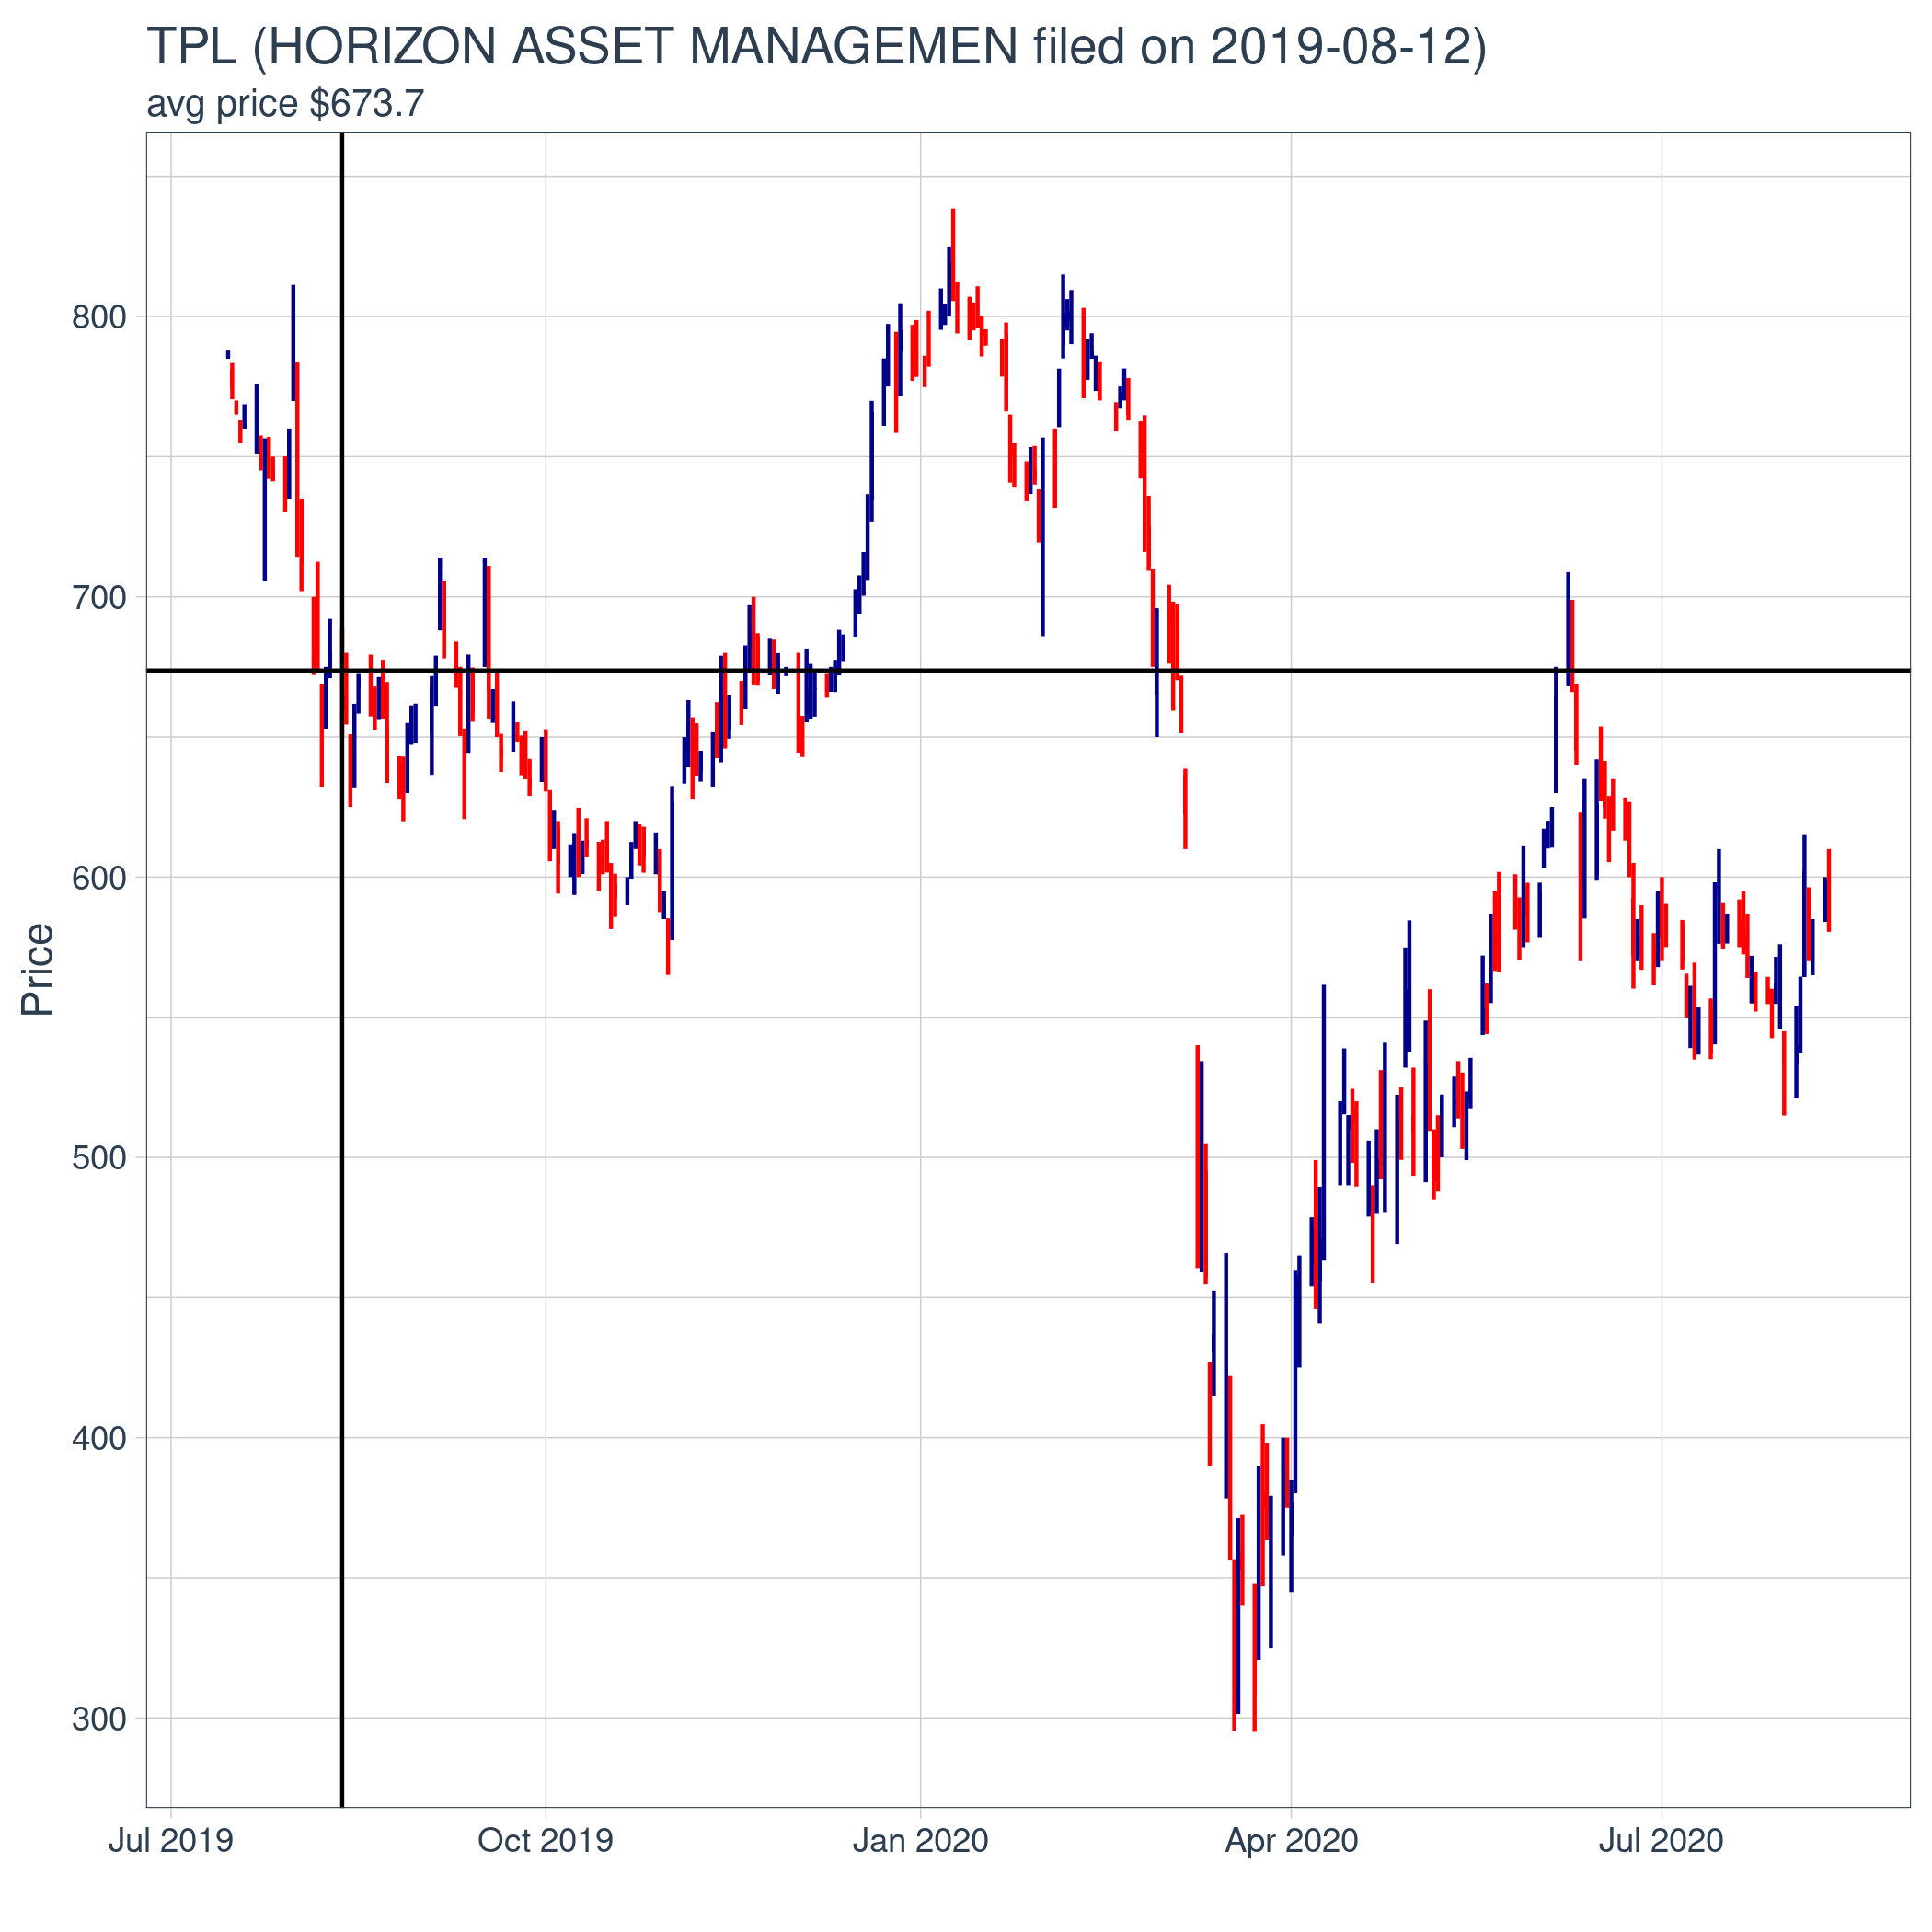 TPL (HORIZON ASSET MANAGEMEN filed on 2019-08-12)
avg price $673.7
800
700
600
500
400
300
Price
Jul 2019 Oct 2019 Jan 2020 Apr 2020 Jul 2020